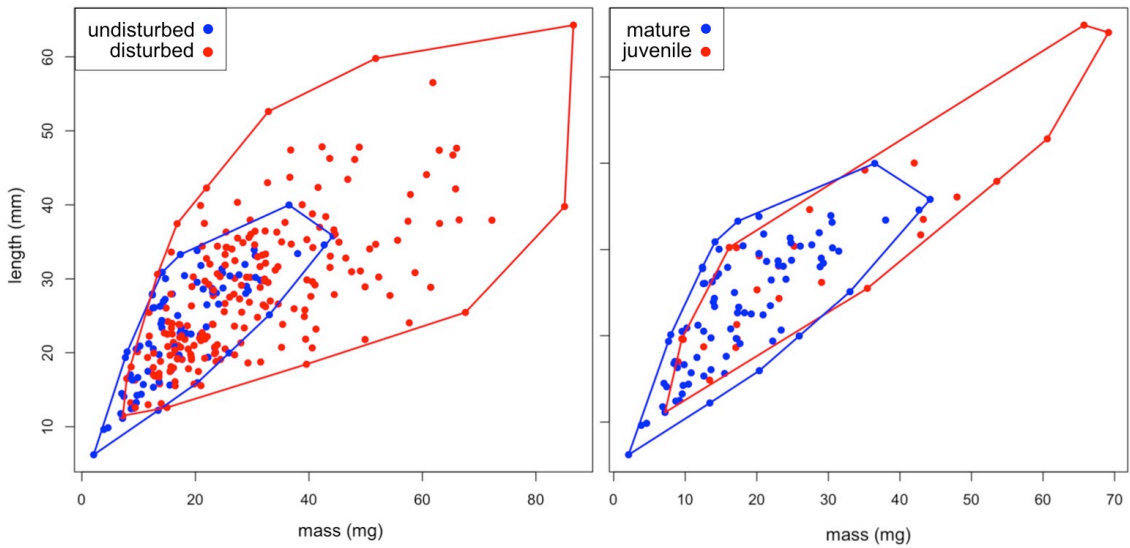 undisturbed
disturbed
length (mm)
60
50
40
30
20
10
0 20 40 60 80
mass (mg)
mature
juvenile
0 10 20 30 40 50 60 70
mass (mg)